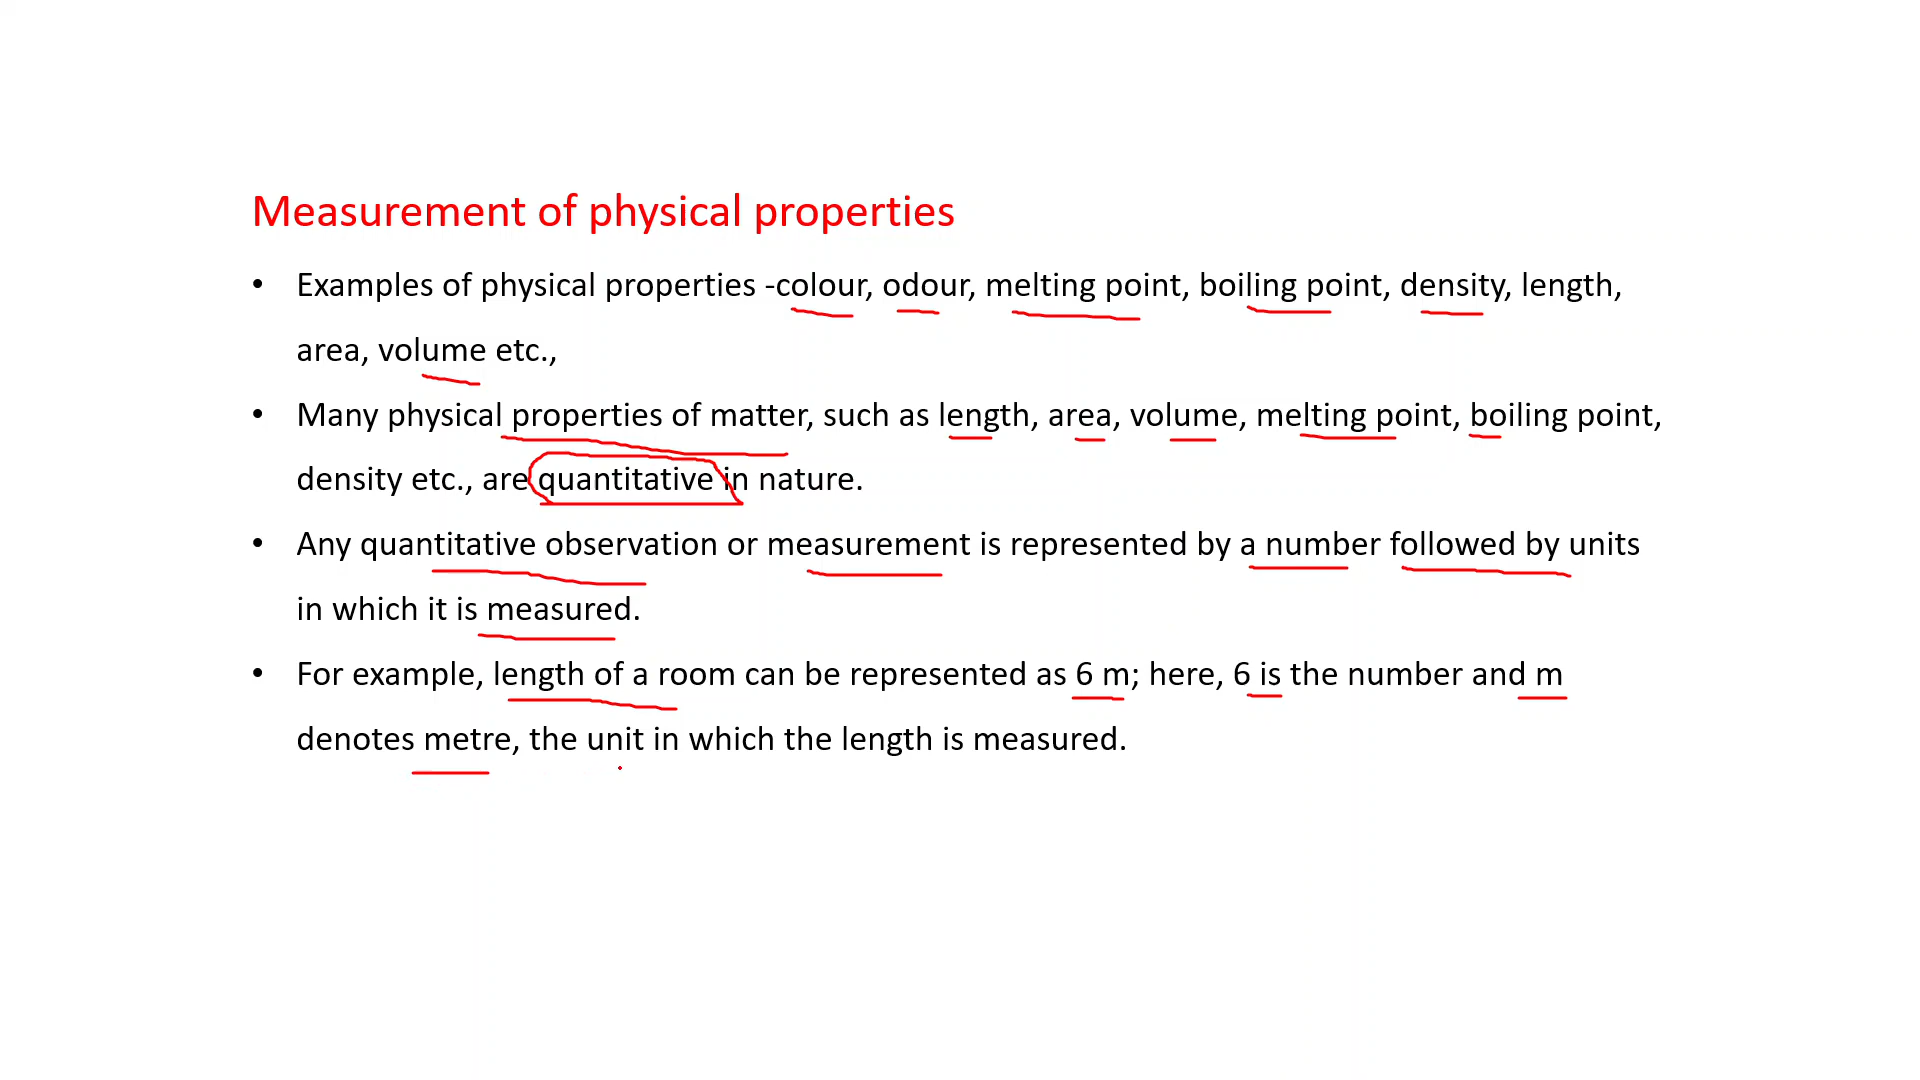 Measurement of physical properties
• Examples of physical properties -colour, odour, melting point, boiling point, density, length,
area, volume etc.,
• Many physical properties of matter, such as length, area, volume, melting point, boiling point,
density etc., are quantitative in nature.
• Any quantitative observation or measurement is represented by a number followed by units
in which it is measured.
• For example, length of a room can be represented as 6 m; here, 6 is the number and m
denotes metre, the unit in which the length is measured.